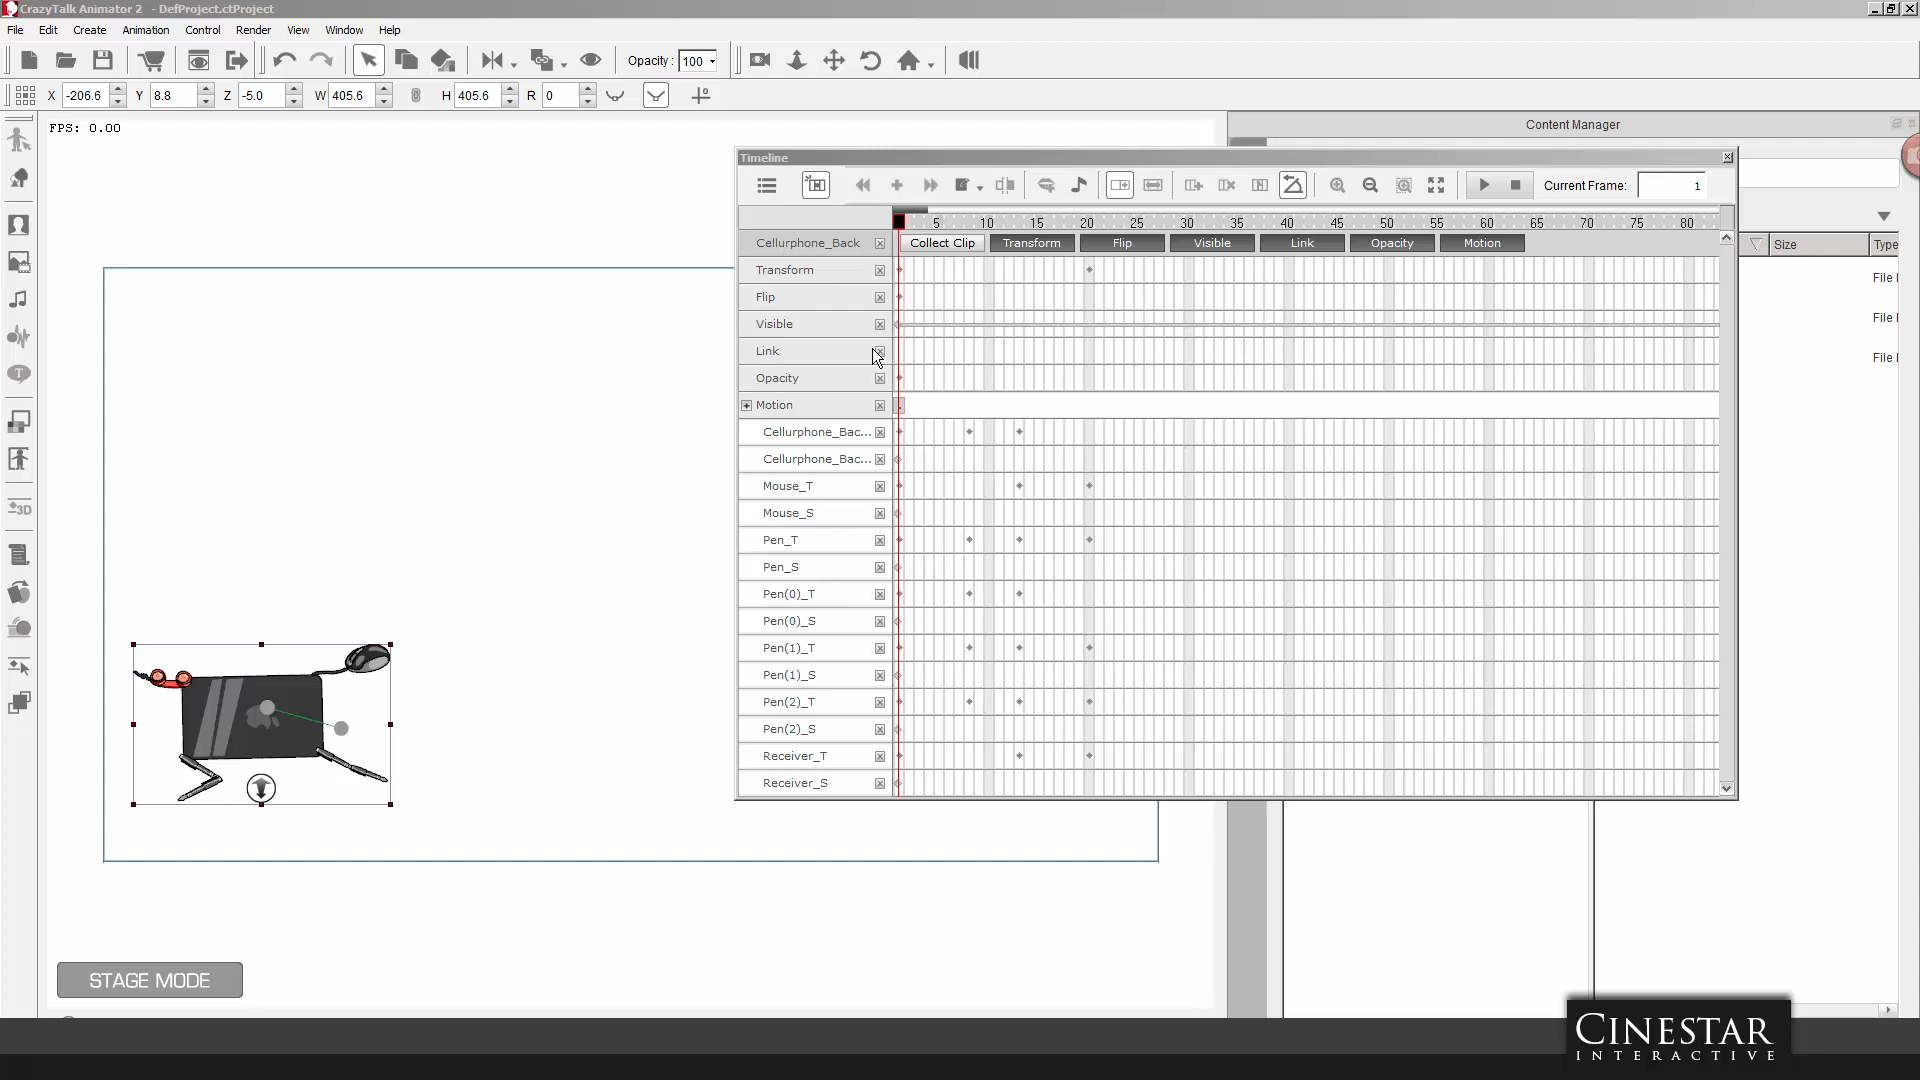 CrazyTalk Animator 2 - DefProject.ctProject
File Edit Create Animation Control Render View Window Help
Opacity : 100
X -206.6 Y 8.8 Z -5.0 W 405.6 H 405.6 R 0
FPS: 0.00
Content Manager
Timeline
Current Frame: 1
5 10 15 20 25 30 35 40 45 50 55 60 65 70 75 80
Cellurphone_Back Collect Clip Transform Flip Visible Link Opacity Motion
Size Type
Transform
File
Flip
Visible
File
Link
File
Opacity
Motion
Cellurphone_Bac...
Cellurphone_Bac...
Mouse_T
Mouse_S
Pen_T
Pen_S
Pen(0)_T
Pen(0)_S
Pen(1)_T
Pen(1)_S
Pen(2)_T
Pen(2)_S
Receiver_T
Receiver_S
3D
STAGE MODE
CINESTAR
INTERACTIVE